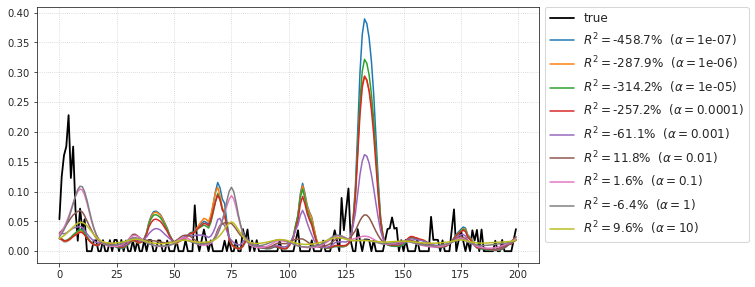 0.40
0.35
0.30
0.25
0.20
0.15
0.10
0.05
0.00
0 25 50 75 100 125 150 175 200
true
R² = -458.7% (α = 1e-07)
R² = -287.9% (α = 1e-06)
R² = -314.2% (α = 1e-05)
R² = -257.2% (α = 0.0001)
R² = -61.1% (α = 0.001)
R² = 11.8% (α = 0.01)
R² = 1.6% (α = 0.1)
R² = -6.4% (α = 1)
R² = 9.6% (α = 10)